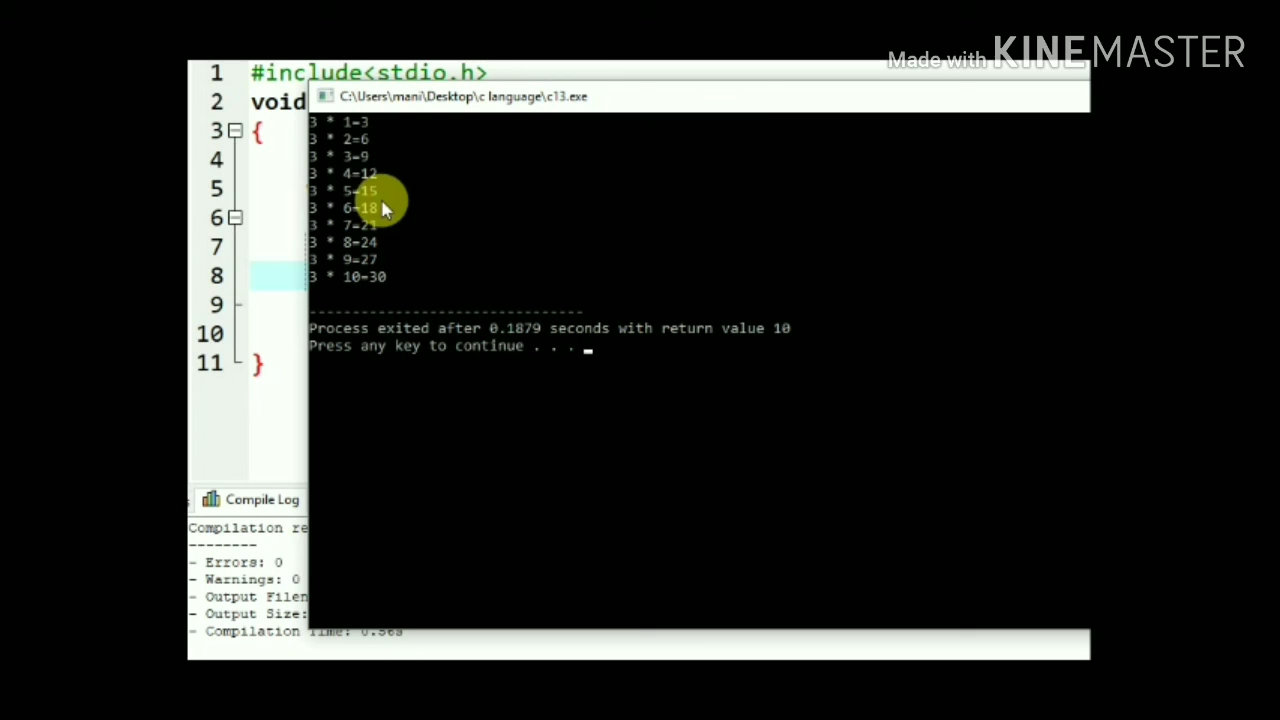 Made with KINEMASTER
1 #include<stdio.h>
2 void
3 {
4
5
6
7
8
9
10
11 }
C:\Users\mani\Desktop\c language\c13.exe
3 * 1=3
3 * 2=6
3 * 3=9
3 * 4=12
3 * 5=15
3 * 6=18
3 * 7=21
3 * 8=24
3 * 9=27
3 * 10=30
--------------------------------
Process exited after 0.1879 seconds with return value 10
Press any key to continue . . .
Compile Log
Compilation re
--------
- Errors: 0
- Warnings: 0
- Output Filen
- Output Size:
- Compilation Time: 0.56s